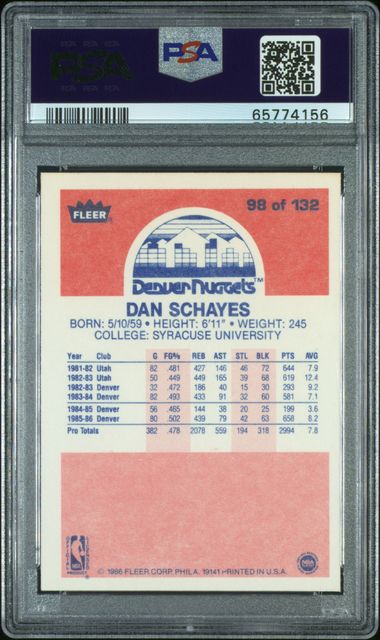 PSA
PSA
65774156
FLEER
98 of 132
Denver Nuggets™
DAN SCHAYES
BORN: 5/10/59 • HEIGHT: 6'11" • WEIGHT: 245
COLLEGE: SYRACUSE UNIVERSITY
Year Club G FG% REB AST STL BLK PTS AVG
1981-82 Utah 82 .481 427 146 46 72 644 7.9
1982-83 Utah 50 .449 449 165 39 68 619 12.4
1982-83 Denver 32 .472 186 40 15 30 293 9.2
1983-84 Denver 82 .493 433 91 32 60 581 7.1
1984-85 Denver 56 .465 144 38 20 25 199 3.6
1985-86 Denver 80 .502 439 79 42 63 658 8.2
Pro Totals 382 .478 2078 559 194 318 2994 7.8
NBA
© 1986 FLEER CORP. PHILA. 19141 PRINTED IN U.S.A.